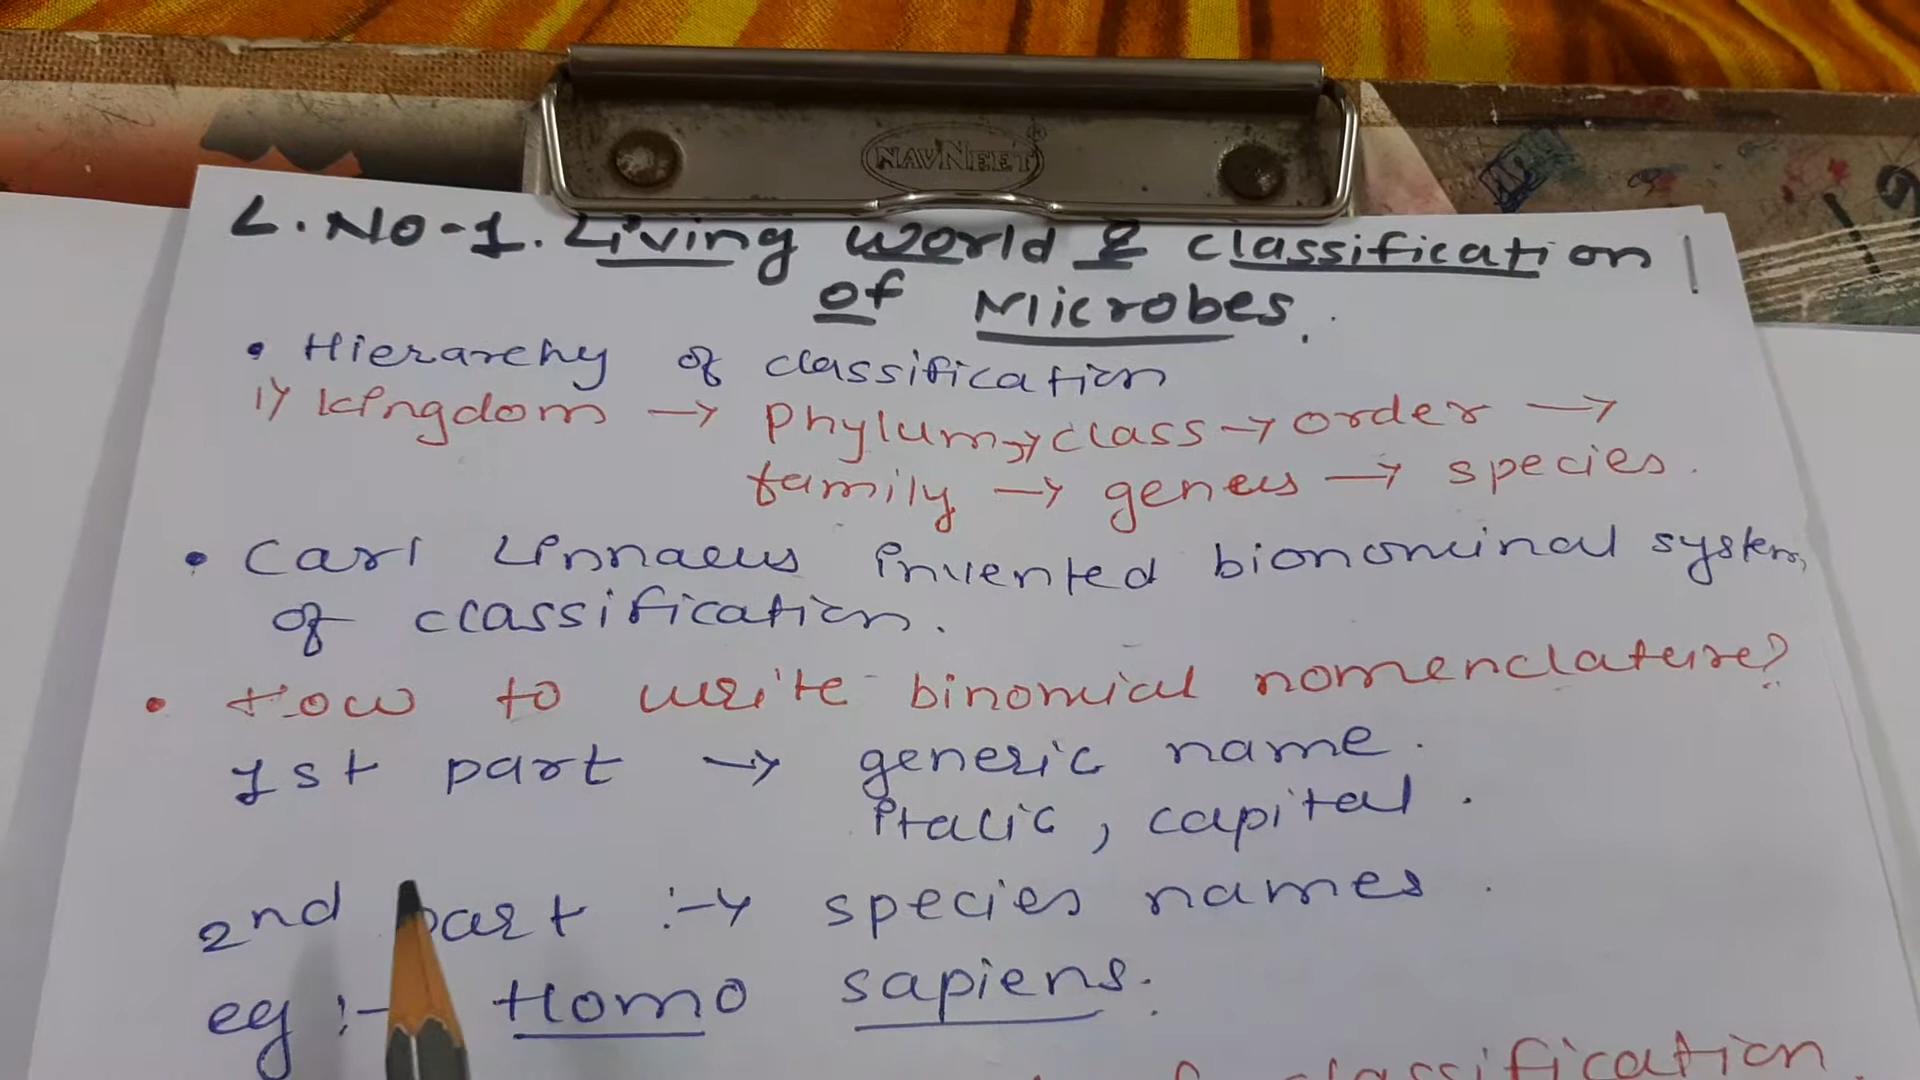 NAVNEET
L. No-1. Living world & classification
of Microbes.
• Hierarchy of classification
1) Kingdom → Phylum → class → order →
family → genus → species.
• Carl Linnaeus invented bionominal system
of classification.
• How to write binomial nomenclature?
1st part → generic name.
italic, capital.
2nd part :→ species names.
eg :- Homo sapiens.
of classification